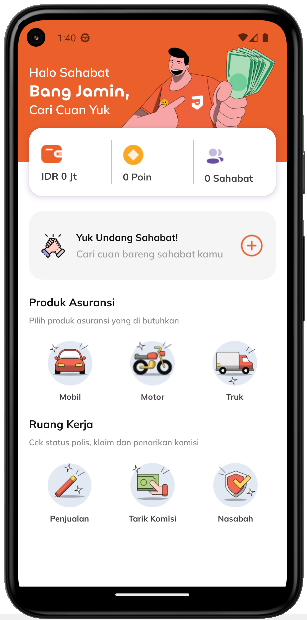 1:40
Halo Sahabat
Bang Jamin,
Cari Cuan Yuk
IDR 0 Jt
0 Poin
0 Sahabat
Yuk Undang Sahabat!
Cari cuan bareng sahabat kamu
Produk Asuransi
Pilih produk asuransi yang di butuhkan
Mobil
Motor
Truk
Ruang Kerja
Cek status polis, klaim dan penarikan komisi
Penjualan
Tarik Komisi
Nasabah